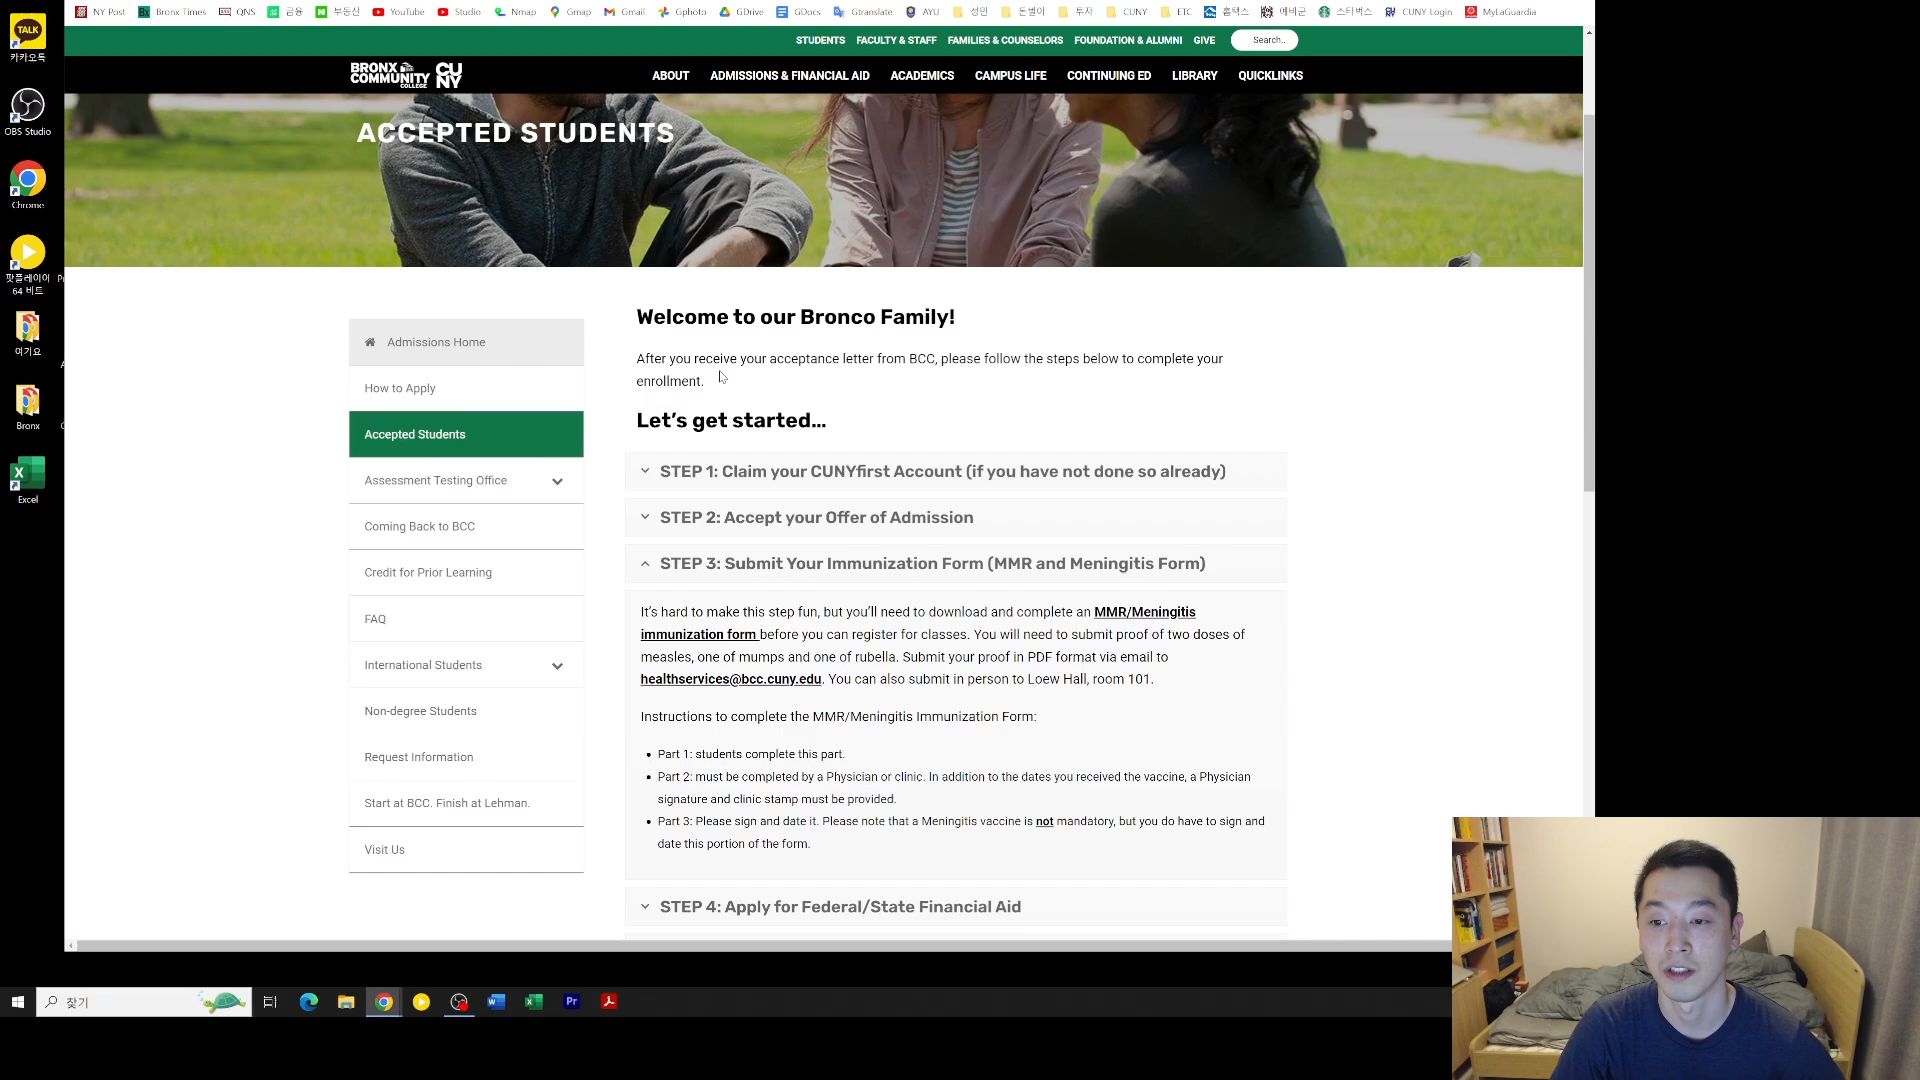 NY Post Bronx Times QNS 금융 부동산 YouTube Studio Nmap Gmap Gmail Gphoto GDrive GDocs Gtranslate AYU 성민 돈벌이 투자 CUNY ETC 홈택스 예비군 스타벅스 CUNY Login MyLaGuardia
STUDENTS FACULTY & STAFF FAMILIES & COUNSELORS FOUNDATION & ALUMNI GIVE Search..
BRONX COMMUNITY COLLEGE CUNY
ABOUT ADMISSIONS & FINANCIAL AID ACADEMICS CAMPUS LIFE CONTINUING ED LIBRARY QUICKLINKS
ACCEPTED STUDENTS
TALK
카카오톡
OBS Studio
Chrome
팟플레이어
64 비트
여기요
Bronx
Excel
Admissions Home
How to Apply
Accepted Students
Assessment Testing Office
Coming Back to BCC
Credit for Prior Learning
FAQ
International Students
Non-degree Students
Request Information
Start at BCC. Finish at Lehman.
Visit Us
Welcome to our Bronco Family!
After you receive your acceptance letter from BCC, please follow the steps below to complete your
enrollment.
Let's get started…
STEP 1: Claim your CUNYfirst Account (if you have not done so already)
STEP 2: Accept your Offer of Admission
STEP 3: Submit Your Immunization Form (MMR and Meningitis Form)
It's hard to make this step fun, but you'll need to download and complete an MMR/Meningitis
immunization form before you can register for classes. You will need to submit proof of two doses of
measles, one of mumps and one of rubella. Submit your proof in PDF format via email to
healthservices@bcc.cuny.edu. You can also submit in person to Loew Hall, room 101.
Instructions to complete the MMR/Meningitis Immunization Form:
• Part 1: students complete this part.
• Part 2: must be completed by a Physician or clinic. In addition to the dates you received the vaccine, a Physician
signature and clinic stamp must be provided.
• Part 3: Please sign and date it. Please note that a Meningitis vaccine is not mandatory, but you do have to sign and
date this portion of the form.
STEP 4: Apply for Federal/State Financial Aid
찾기
Pr